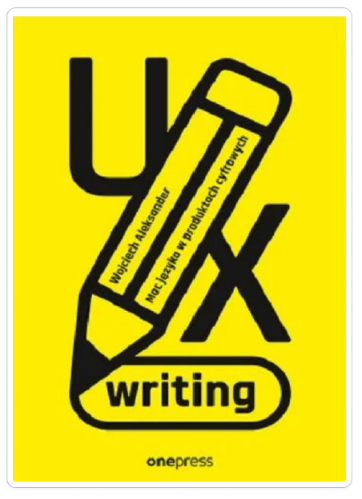 UX
Wojciech Aleksander
Moc języka w produktach cyfrowych
writing
onepress